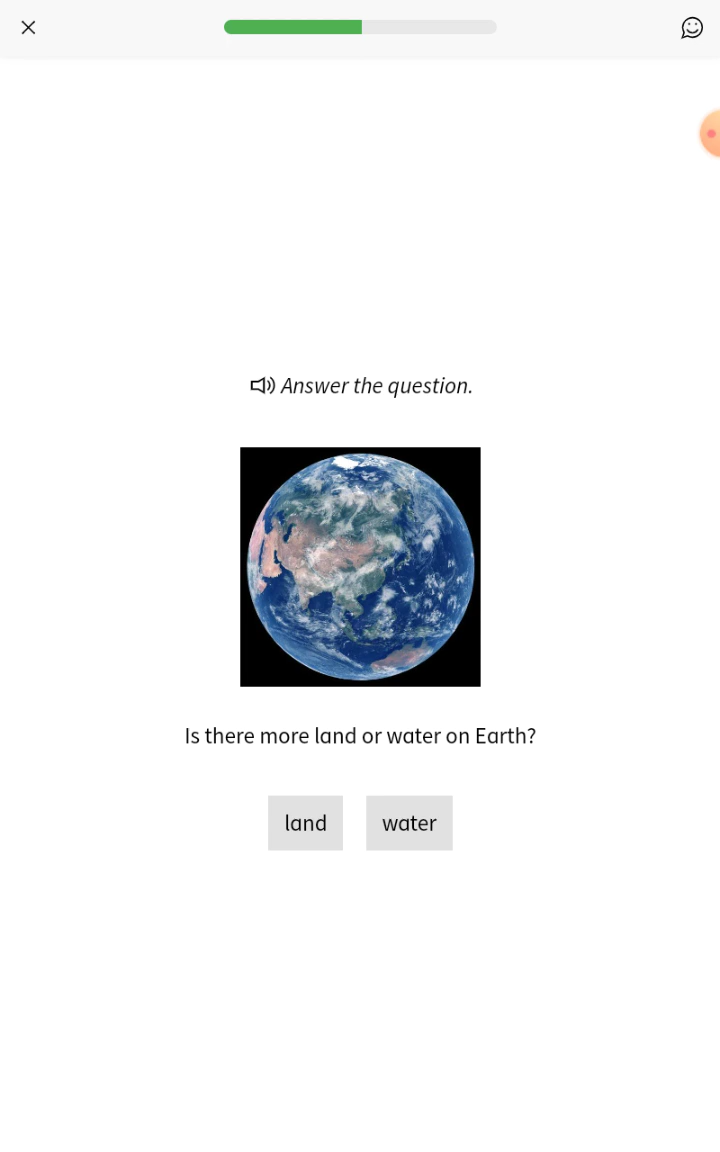 Answer the question.
Is there more land or water on Earth?
land water